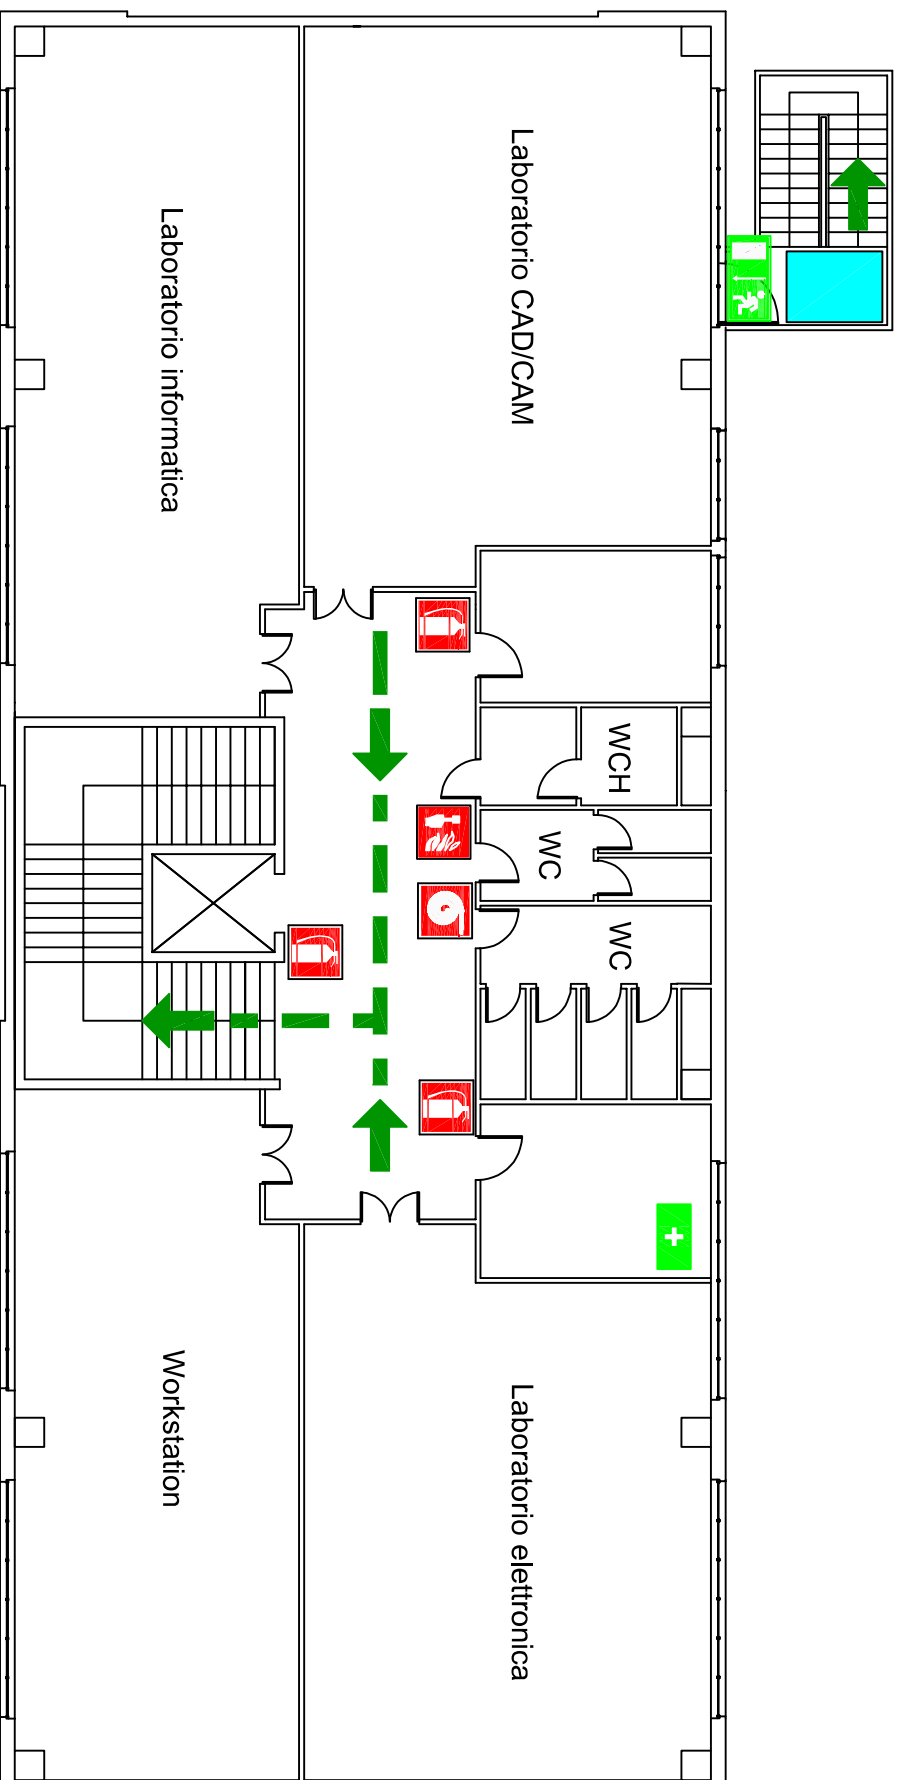 Laboratorio CAD/CAM
Laboratorio informatica
WCH
WC
WC
Workstation
Laboratorio elettronica